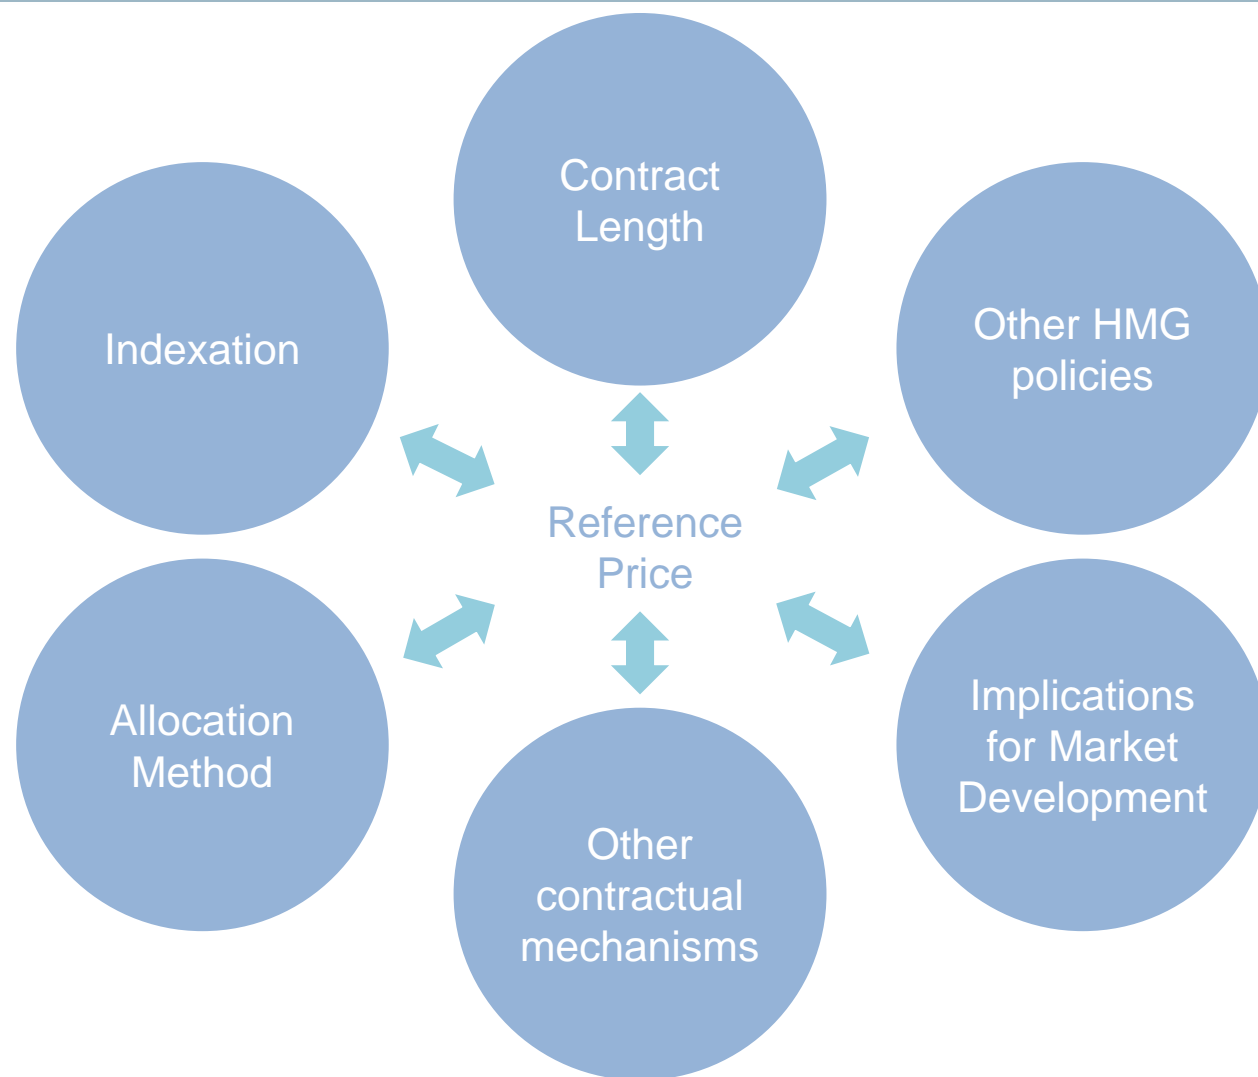 Contract
Length
Indexation
Other HMG
policies
Reference
Price
Allocation
Method
Implications
for Market
Development
Other
contractual
mechanisms